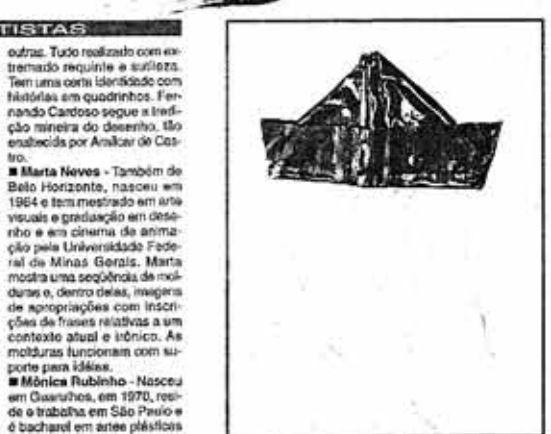 TISTAS
outras. Tudo realizado com ex-
tremado requinte e sutileza.
Tem uma certa identidade com
histórias em quadrinhos. Fer-
nando Cardoso segue a tradi-
ção mineira do desenho, tão
enaltecida por Amilcar de Cas-
tro.
■ Marta Neves - Também de
Belo Horizonte, nasceu em
1964 e tem mestrado em arte
visuais e graduação em dese-
nho e em cinema de anima-
ção pela Universidade Fede-
ral de Minas Gerais. Marta
mostra uma seqüência de mol-
duras e, dentro delas, imagens
de apropriações com inscri-
ções de frases relativas a um
contexto atual e irônico. As
molduras funcionam com su-
porte para idéias.
■ Mônica Rubinho - Nasceu
em Guarulhos, em 1970, resi-
de e trabalha em São Paulo e
é bacharel em artes plásticas